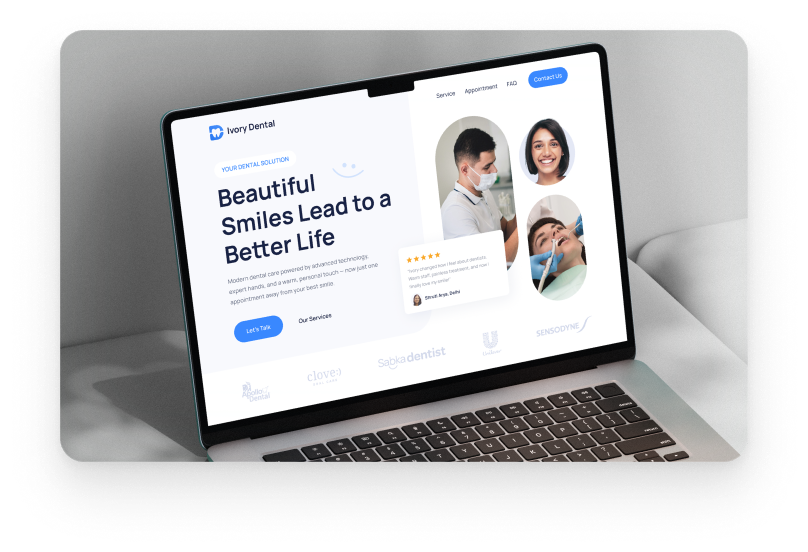 Ivory Dental
Service
Appointment
FAQ
Contact Us
YOUR DENTAL SOLUTION
Beautiful
Smiles Lead to a
Better Life
Modern dental care powered by advanced technology,
expert hands, and a warm, personal touch — now just one
appointment away from your best smile.
Let's Talk
Our Services
"Ivory changed how I feel about dentists.
Warm staff, painless treatment, and now I
finally love my smile!"
Delhi
Apollo
Dental
clove
Sabka dentist
SENSODYNE
return
shift